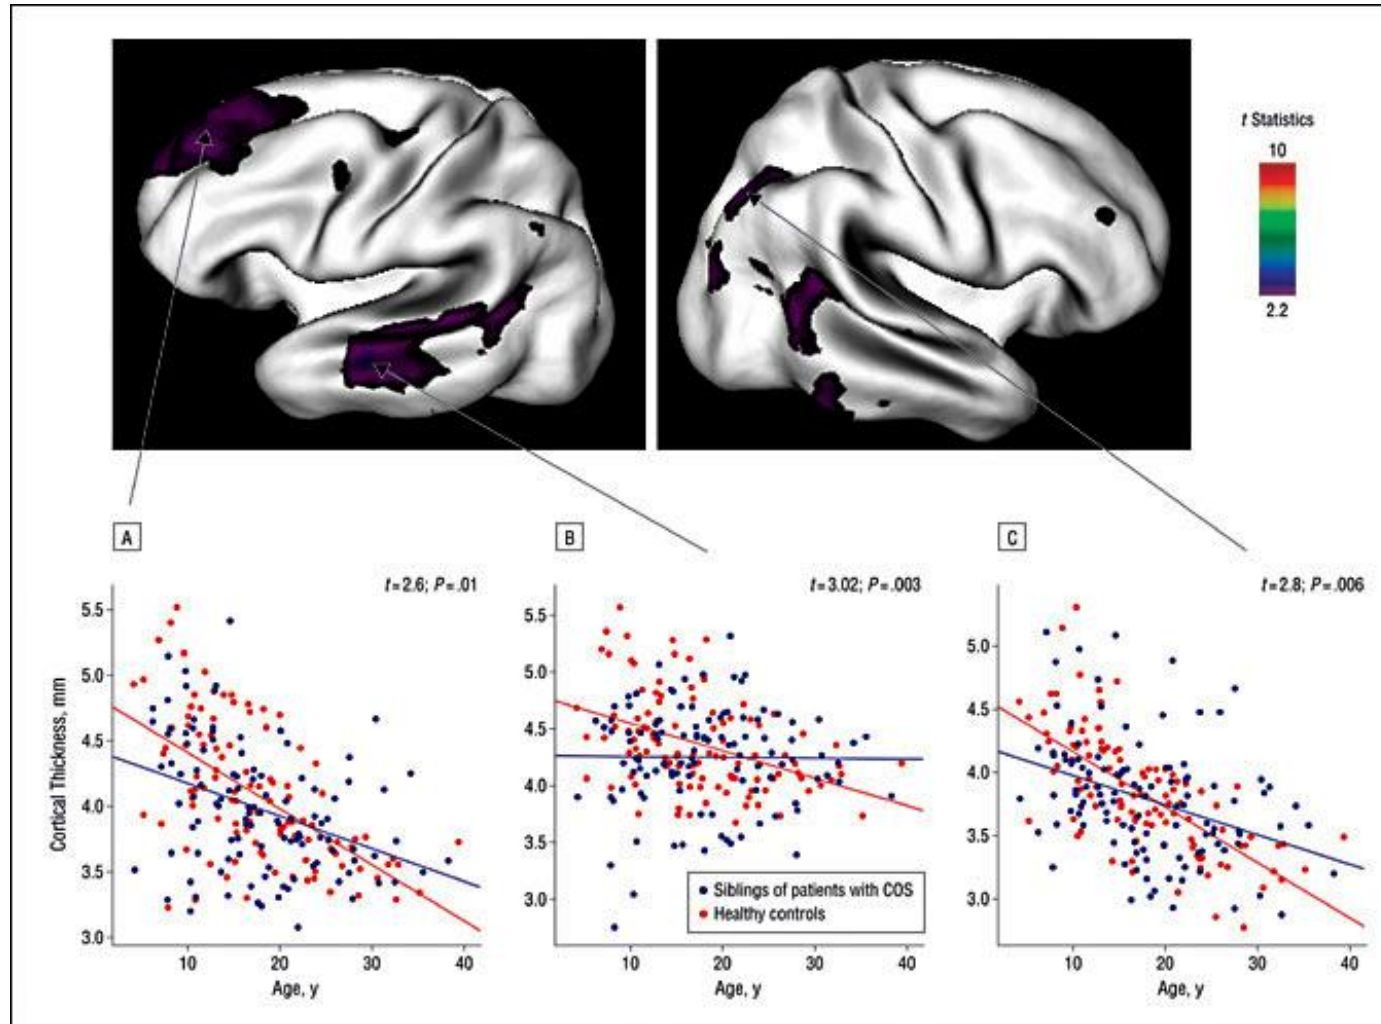 t Statistics
10
2.2
A
B
C
t=2.6; P=.01
t=3.02; P=.003
t=2.8; P=.006
Cortical Thickness, mm
5.5
5.0
4.5
4.0
3.5
3.0
10
20
30
40
Age, y
5.5
5.0
4.5
4.0
3.5
3.0
Siblings of patients with COS
Healthy controls
10
20
30
40
Age, y
5.0
4.5
4.0
3.5
3.0
10
20
30
40
Age, y